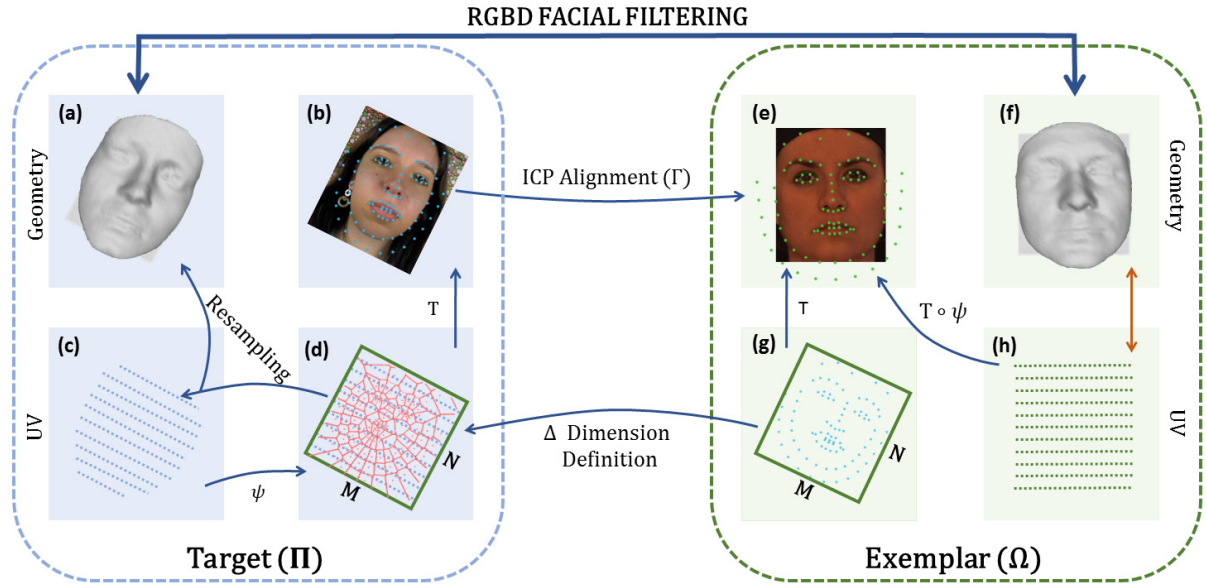 RGBD FACIAL FILTERING
(a)
(b)
(e)
(f)
Geometry
ICP Alignment (Γ)
Geometry
Resampling
T
T
T ∘ ψ
(c)
(d)
(g)
(h)
UV
Δ Dimension
Definition
UV
N
M
N
M
ψ
Target (Π)
Exemplar (Ω)